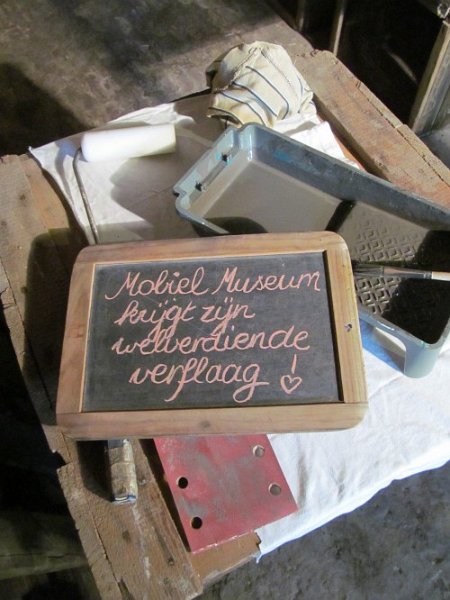 Mobiel Museum
krijgt zijn
welverdiende
verflaag! ♡